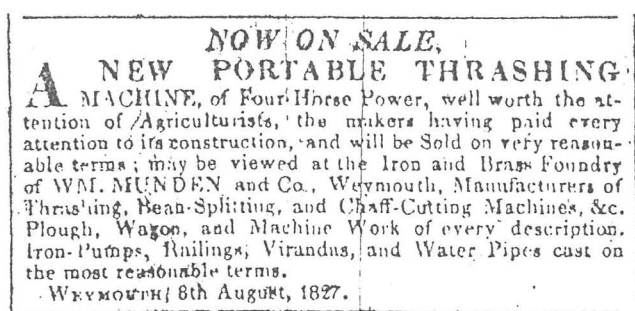 NOW ON SALE,
A NEW PORTABLE THRASHING
MACHINE, of Four Horse Power, well worth the at-
tention of Agriculturists, the makers having paid every
attention to its construction, and will be Sold on very reason-
able terms; may be viewed at the Iron and Brass Foundry
of WM. MUNDEN and Co., Weymouth, Manufacturers of
Thrashing, Bean-Splitting, and Chaff-Cutting Machines, &c.
Plough, Wagon, and Machine Work of every description.
Iron-Pumps, Railings, Virandas, and Water Pipes cast on
the most reasonable terms.
WEYMOUTH, 8th August, 1827.